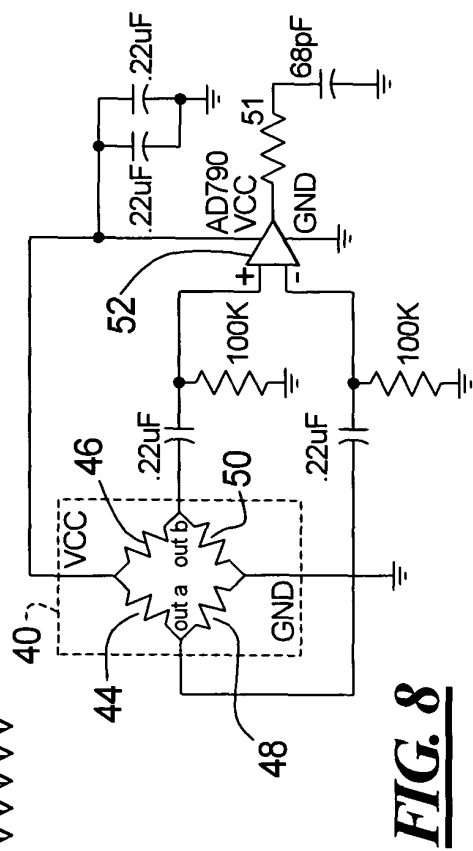 40
VCC
44
46
out a
out b
48
50
GND
.22uF
.22uF
100K
100K
52
+
-
AD790
VCC
GND
.22uF
.22uF
51
68pF
FIG. 8